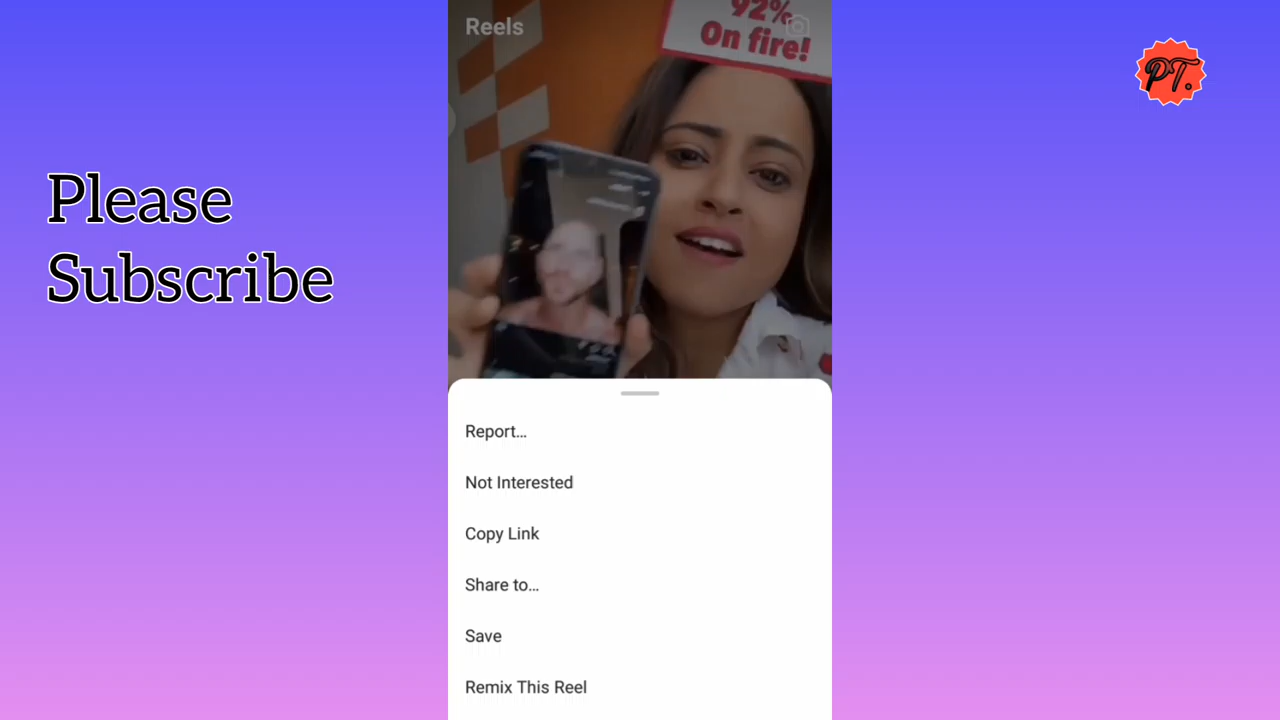 Reels
92%
On fire!
PT.
Please
Subscribe
Report…
Not Interested
Copy Link
Share to…
Save
Remix This Reel